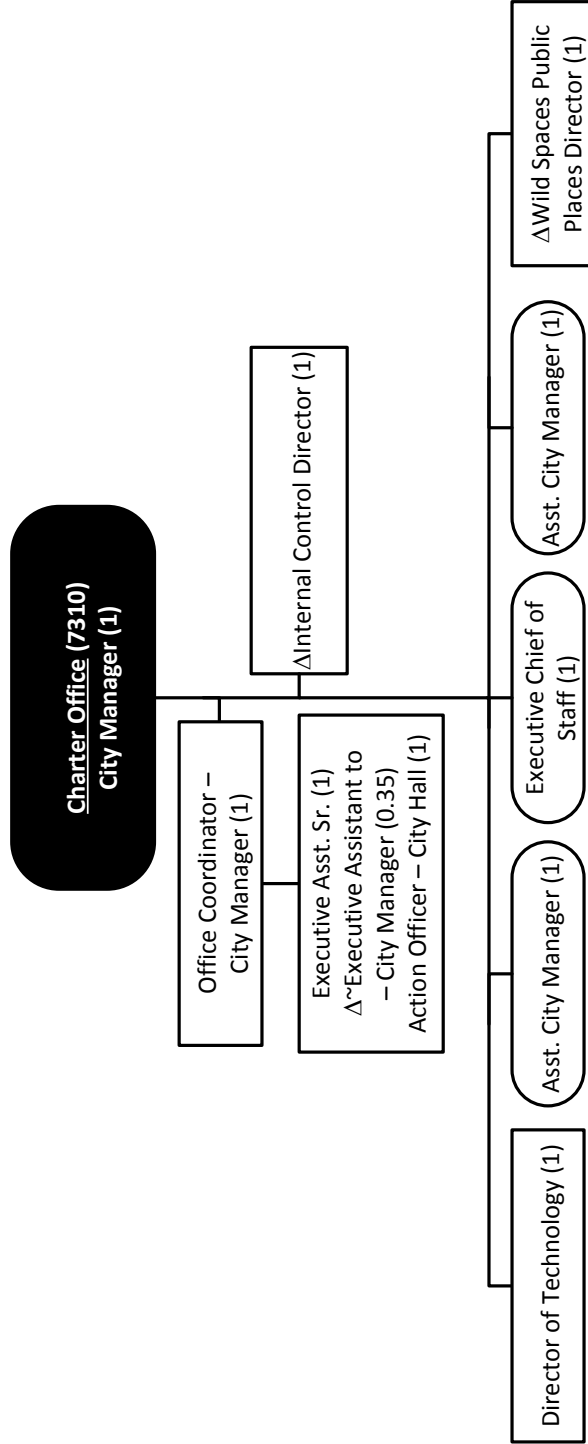 Charter Office (7310)
City Manager (1)
Office Coordinator –
City Manager (1)
ΔInternal Control Director (1)
Executive Asst. Sr. (1)
Δ~Executive Assistant to
– City Manager (0.35)
Action Officer – City Hall (1)
Director of Technology (1)
Asst. City Manager (1)
Executive Chief of
Staff (1)
Asst. City Manager (1)
ΔWild Spaces Public
Places Director (1)